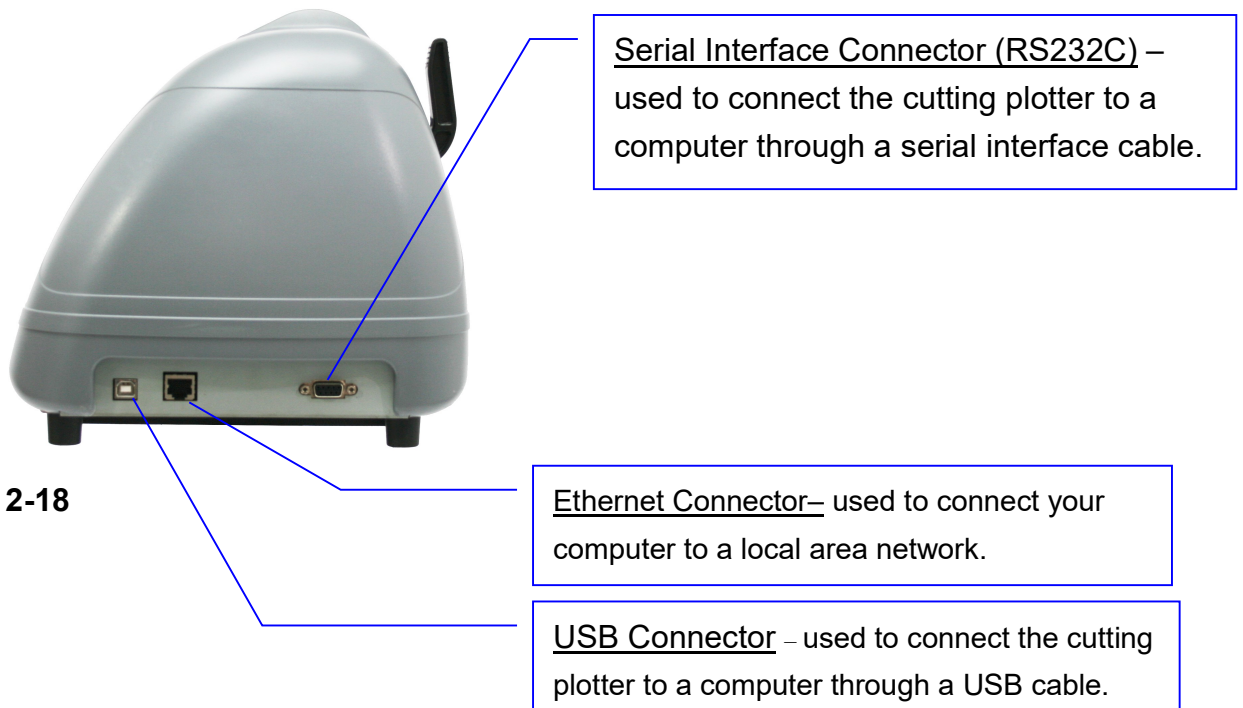 Serial Interface Connector (RS232C) –
used to connect the cutting plotter to a
computer through a serial interface cable.
2-18
Ethernet Connector– used to connect your
computer to a local area network.
USB Connector – used to connect the cutting
plotter to a computer through a USB cable.